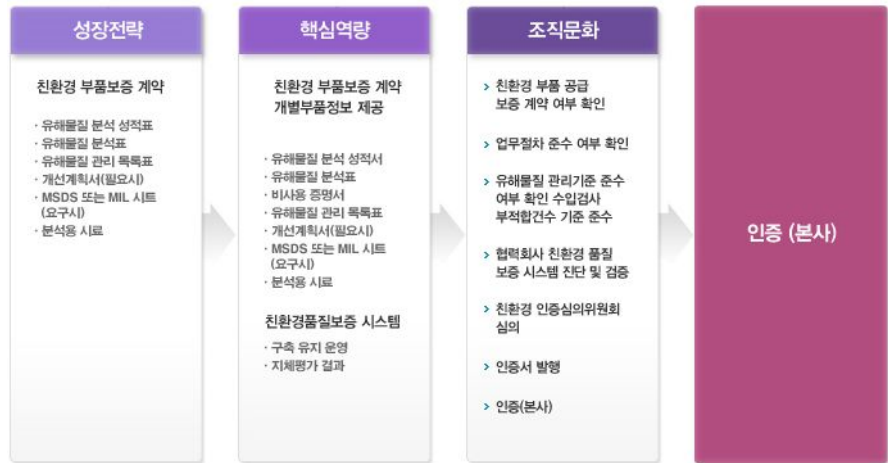 성장전략
친환경 부품보증 계약
· 유해물질 분석 성적표
· 유해물질 분석표
· 유해물질 관리 목록표
· 개선계획서(필요시)
· MSDS 또는 MIL 시트
(요구시)
· 분석용 시료
핵심역량
친환경 부품보증 계약
개별부품정보 제공
· 유해물질 분석 성적서
· 유해물질 분석표
· 비사용 증명서
· 유해물질 관리 목록표
· 개선계획서(필요시)
· MSDS 또는 MIL 시트
(요구시)
· 분석용 시료
친환경품질보증 시스템
· 구축 유지 운영
· 지체평가 결과
조직문화
> 친환경 부품 공급
보증 계약 여부 확인
> 업무절차 준수 여부 확인
> 유해물질 관리기준 준수
여부 확인 수입검사
부적합건수 기준 준수
> 협력회사 친환경 품질
보증 시스템 진단 및 검증
> 친환경 인증심의위원회
심의
> 인증서 발행
> 인증(본사)
인증 (본사)